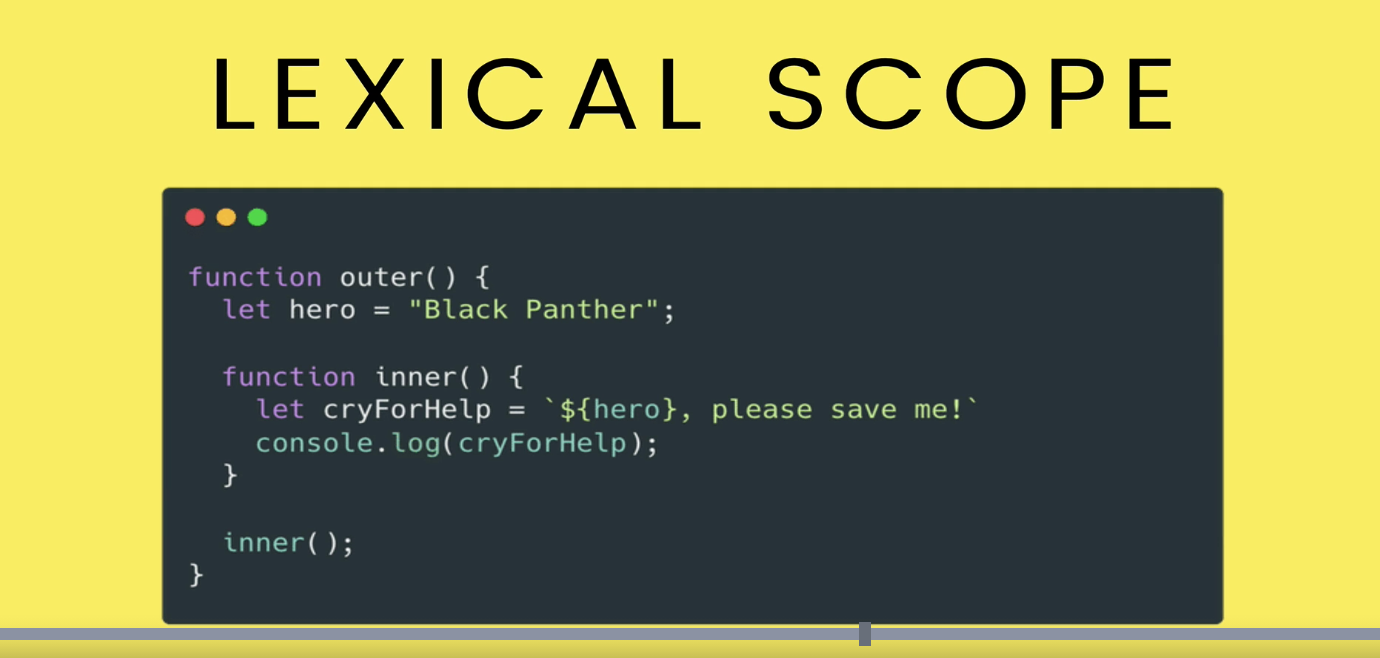 LEXICAL SCOPE
function outer() {
  let hero = "Black Panther";
  function inner() {
    let cryForHelp = `${hero}, please save me!`
    console.log(cryForHelp);
  }
  inner();
}